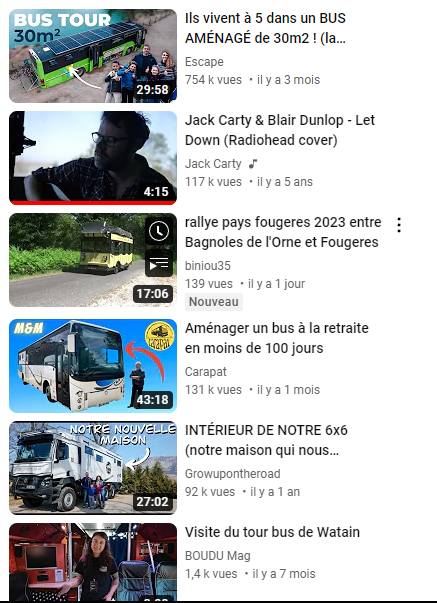 BUS TOUR
30m²
29:58
Ils vivent à 5 dans un BUS
AMÉNAGÉ de 30m2 ! (la…
Escape
754 k vues • il y a 3 mois
4:15
Jack Carty & Blair Dunlop - Let
Down (Radiohead cover)
Jack Carty
117 k vues • il y a 5 ans
17:06
rallye pays fougeres 2023 entre
Bagnoles de l'Orne et Fougeres
biniou35
139 vues • il y a 1 jour
Nouveau
M&M
carapat
43:18
Aménager un bus à la retraite
en moins de 100 jours
Carapat
131 k vues • il y a 1 mois
NOTRE NOUVELLE
MAISON
27:02
INTÉRIEUR DE NOTRE 6x6
(notre maison qui nous…
Growupontheroad
92 k vues • il y a 1 an
Visite du tour bus de Watain
BOUDU Mag
1,4 k vues • il y a 7 mois